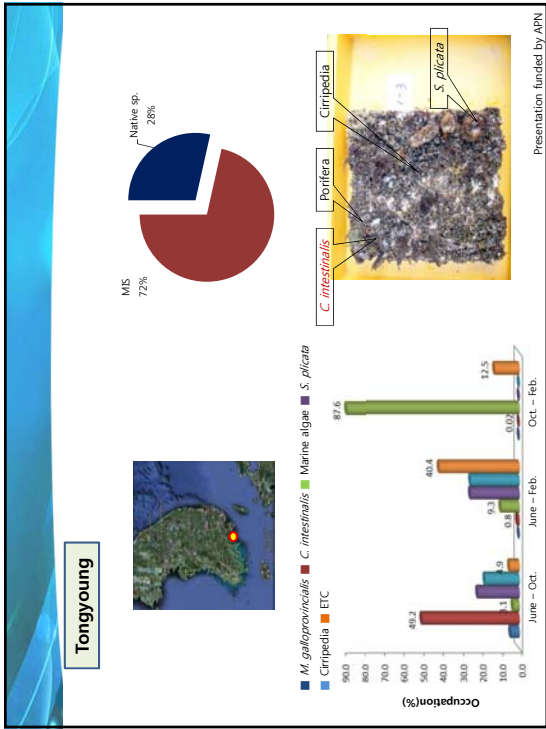 Tongyoung
MIS
72%
Native sp.
28%
M. galloprovincialis C. intestinalis Marine algae S. plicata
Cirripedia ETC
Occupation(%)
90.0
80.0
70.0
60.0
50.0
40.0
30.0
20.0
10.0
0.0
49.2
4.9
0.8
9.3
40.4
0.02
87.6
12.5
June – Oct.
June – Feb.
Oct. – Feb.
C. intestinalis
Porifera
Cirripedia
S. plicata
Presentation funded by APN